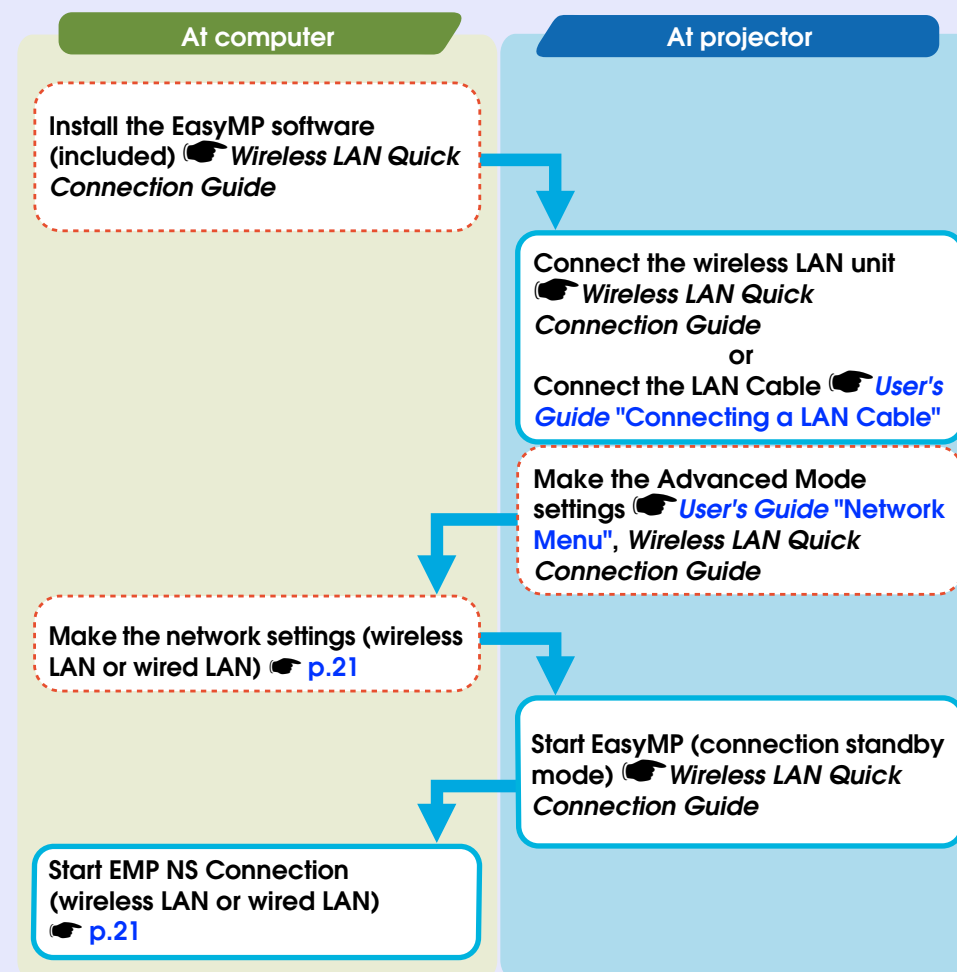 At computer
At projector
Install the EasyMP software
(included) ☛ Wireless LAN Quick
Connection Guide
Connect the wireless LAN unit
☛ Wireless LAN Quick
Connection Guide
or
Connect the LAN Cable ☛ User's
Guide "Connecting a LAN Cable"
Make the Advanced Mode
settings ☛ User's Guide "Network
Menu", Wireless LAN Quick
Connection Guide
Make the network settings (wireless
LAN or wired LAN) ☛ p.21
Start EasyMP (connection standby
mode) ☛ Wireless LAN Quick
Connection Guide
Start EMP NS Connection
(wireless LAN or wired LAN)
☛ p.21